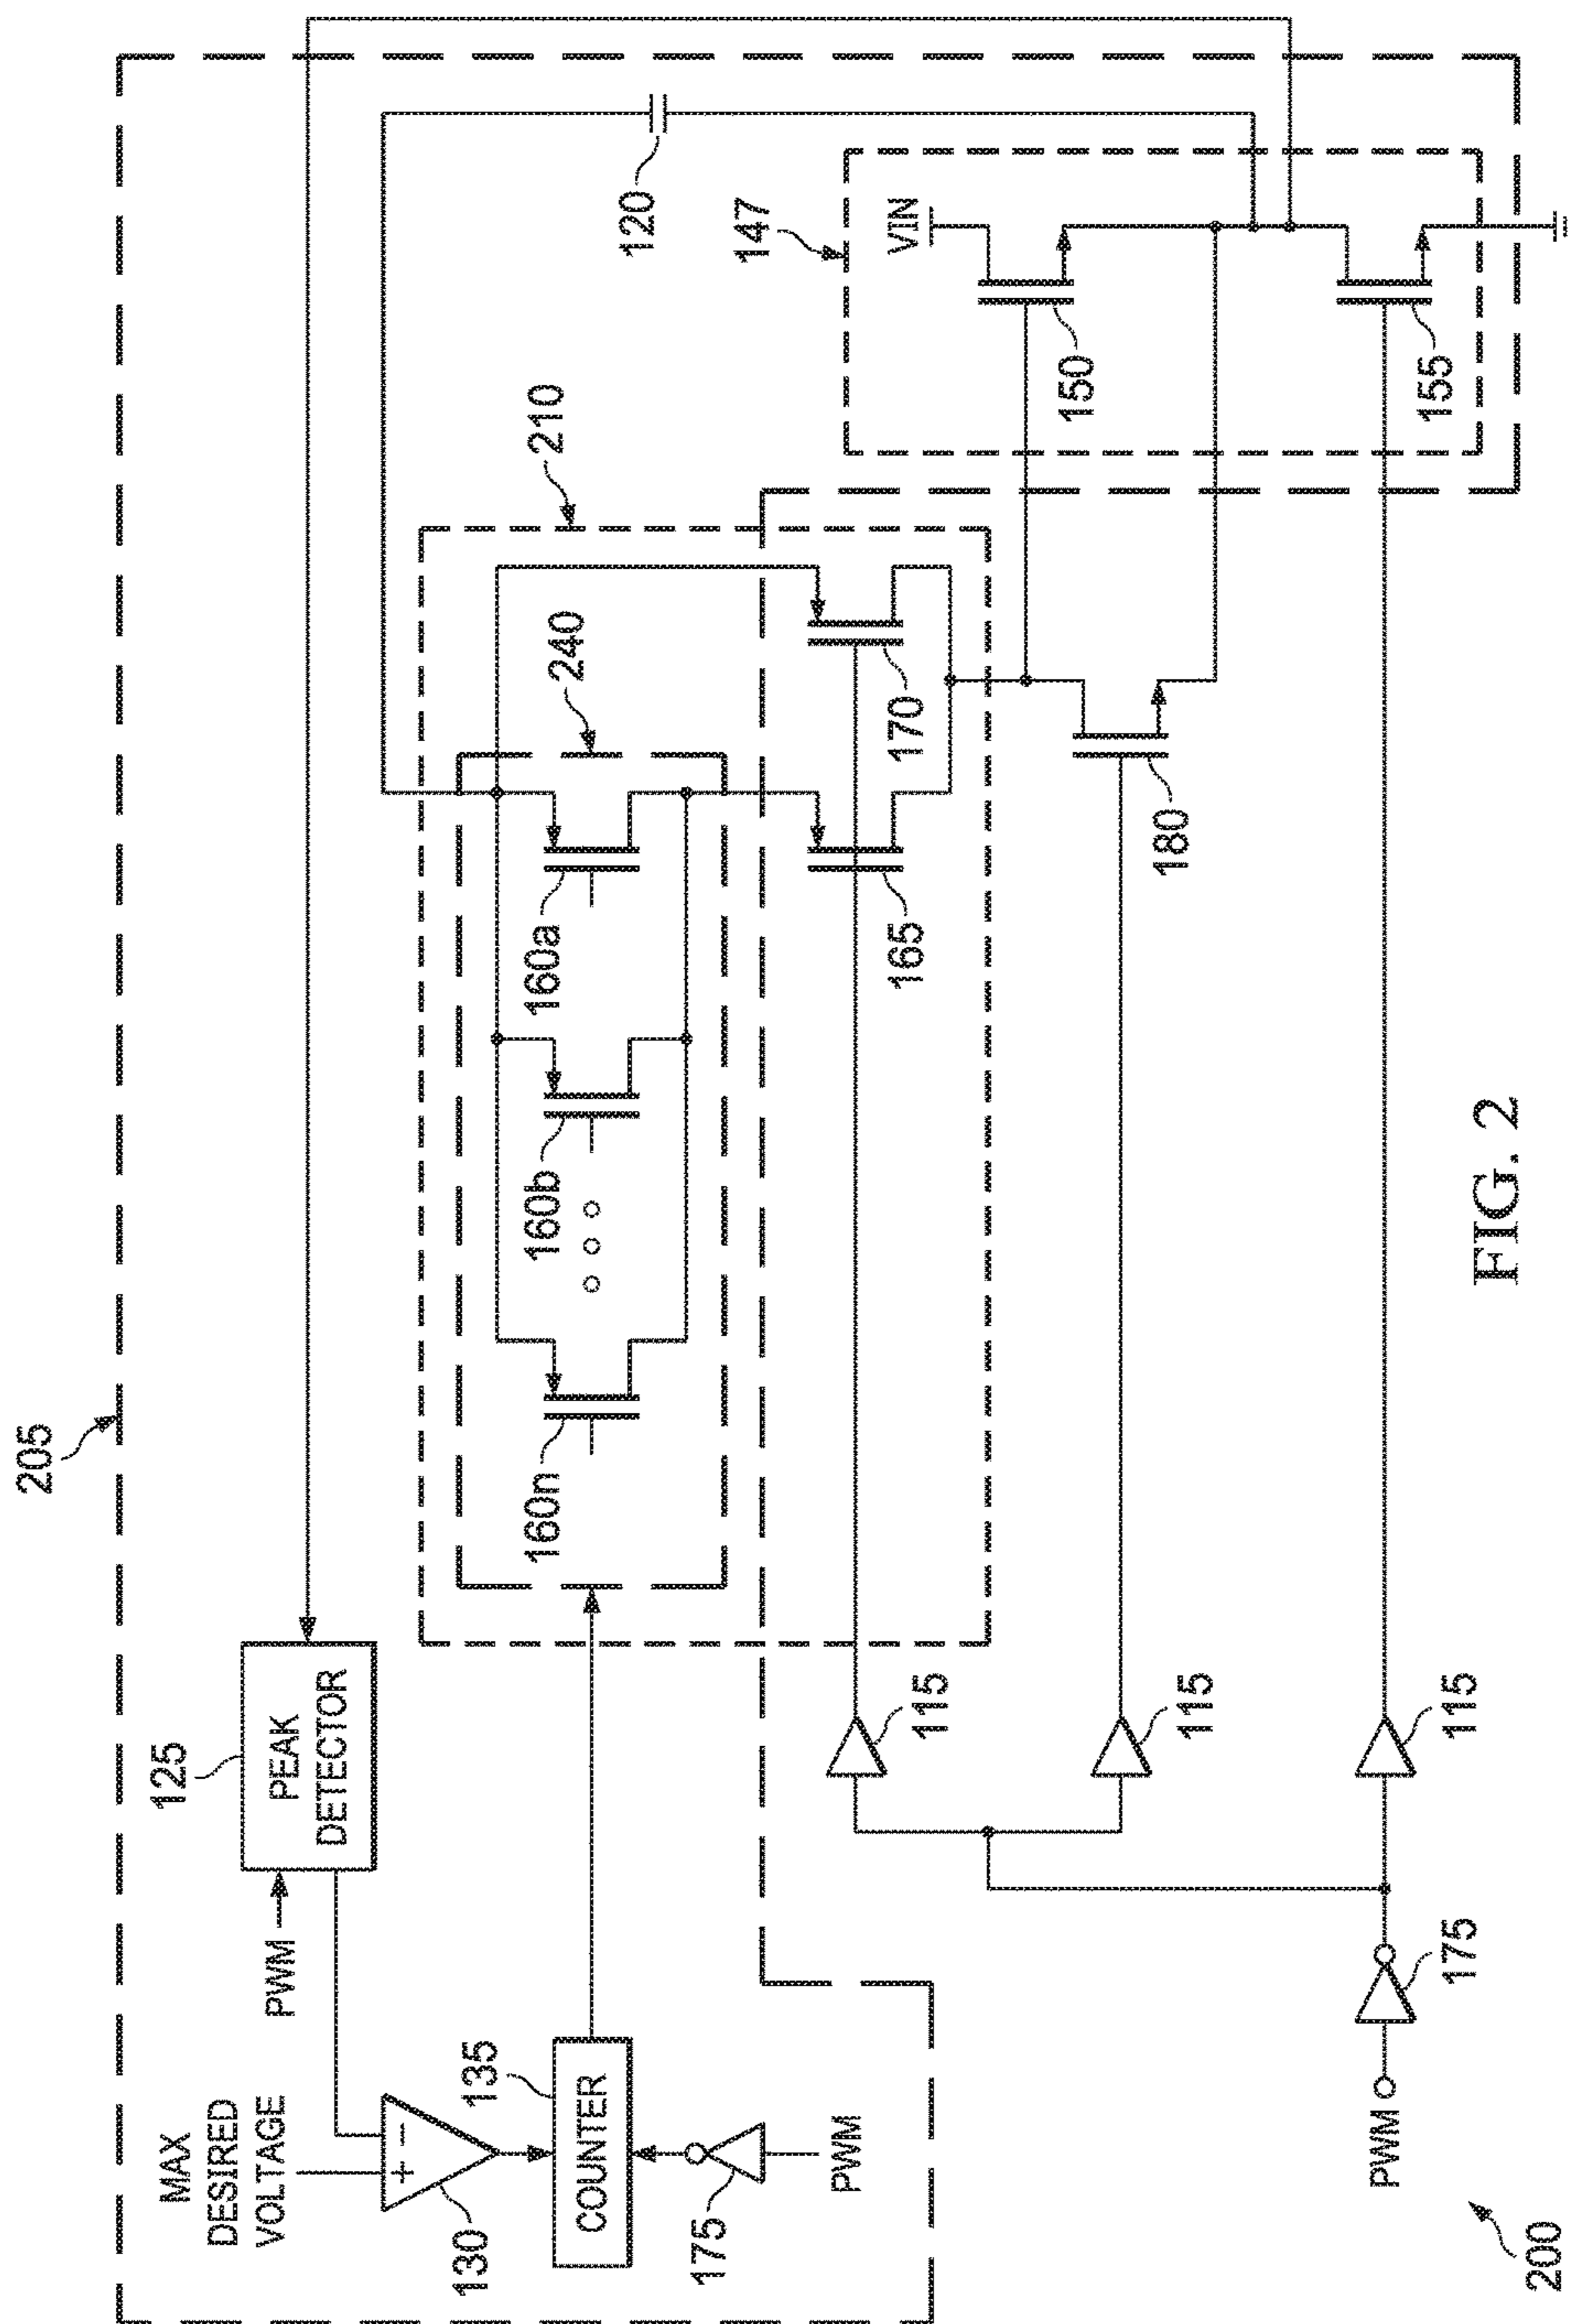 205
125
PEAK
DETECTOR
PWM
MAX
DESIRED
VOLTAGE
+
−
130
135
COUNTER
175
PWM
210
240
160n
160b
160a
120
147
VIN
150
155
170
165
180
115
115
115
175
PWM
200
FIG. 2